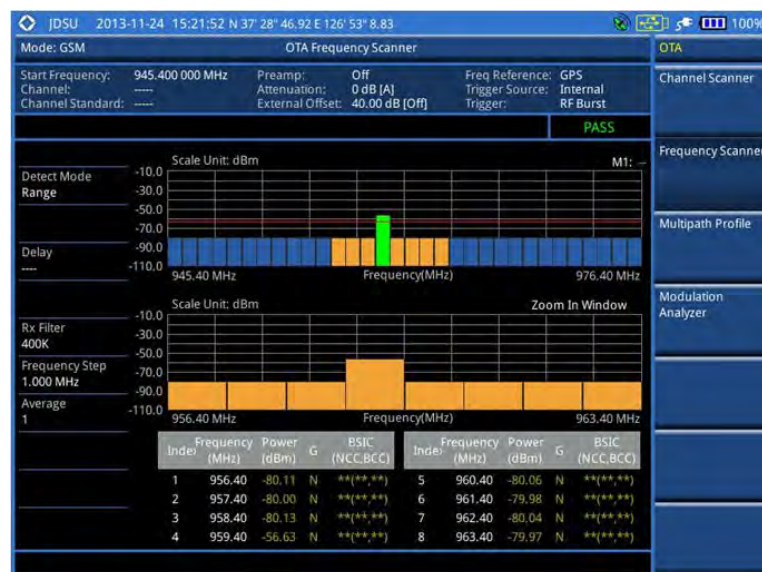 JDSU 2013-11-24 15:21:52 N 37' 28" 46.92 E 126' 53" 8.83 100%
Mode: GSM OTA Frequency Scanner OTA
Start Frequency: 945.400 000 MHz Preamp: Off Freq Reference: GPS
Channel: ----- Attenuation: 0 dB [A] Trigger Source: Internal
Channel Standard: ----- External Offset: 40.00 dB [Off] Trigger: RF Burst
PASS
Channel Scanner
Frequency Scanne
Multipath Profile
Modulation
Analyzer
Detect Mode
Range
Delay
----
Rx Filter
400K
Frequency Step
1.000 MHz
Average
1
Scale Unit: dBm M1: --
-10.0
-30.0
-50.0
-70.0
-90.0
-110.0
945.40 MHz Frequency(MHz) 976.40 MHz
Scale Unit: dBm Zoom In Window
-10.0
-30.0
-50.0
-70.0
-90.0
-110.0
956.40 MHz Frequency(MHz) 963.40 MHz
Inde Frequency (MHz) Power (dBm) G BSIC (NCC,BCC) Inde Frequency (MHz) Power (dBm) G BSIC (NCC,BCC)
1 956.40 -80.11 N **(**,**) 5 960.40 -80.06 N **(**,**)
2 957.40 -80.00 N **(**,**) 6 961.40 -79.98 N **(**,**)
3 958.40 -80.13 N **(**,**) 7 962.40 -80.04 N **(**,**)
4 959.40 -56.63 N **(**,**) 8 963.40 -79.97 N **(**,**)